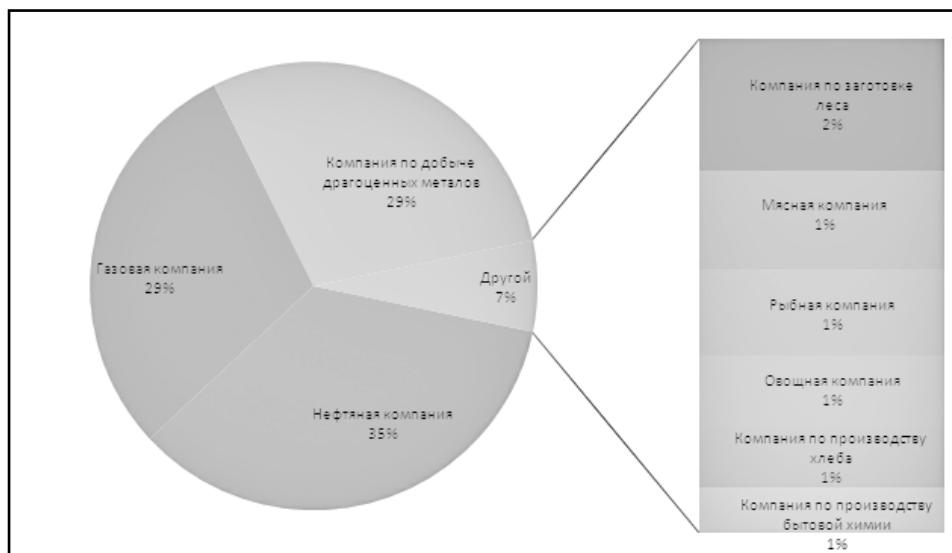 Компания по добыче
драгоценных металов
29%
Газовая компания
29%
Другой
7%
Нефтяная компания
35%
Компания по заготовке
леса
2%
Мясная компания
1%
Рыбная компания
1%
Овощная компания
1%
Компания по производству
хлеба
1%
Компания по производству
бытовой химии
1%